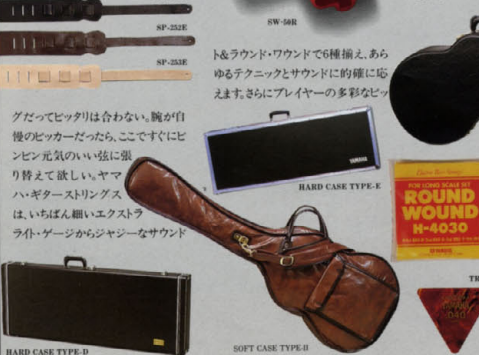 SP-252E
SP-253E
SW-50R
ト&ラウンド・ワウンドで6種揃え、あら
ゆるテクニックとサウンドに的確に応
えます。さらにプレイヤーの多彩なピッ
グだってピッタリは合わない。腕が自
慢のピッカーだったら、ここですぐにピ
ンピン元気のいい弦に張
り替えて欲しい。ヤマ
ハ・ギターストリングス
は、いちばん細いエクストラ
ライト・ゲージからジャジーなサウンド
YAMAHA
HARD CASE TYPE-E
FOR LONG SCALE SET
ROUND
WOUND
H-4030
HARD CASE TYPE-D
SOFT CASE TYPE-II
TR